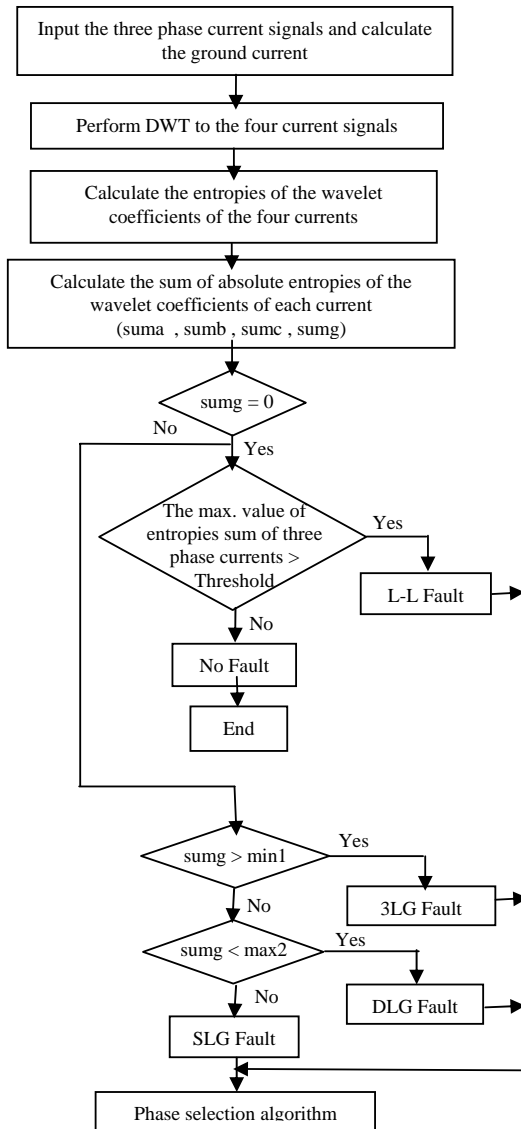 Input the three phase current signals and calculate
the ground current
Perform DWT to the four current signals
Calculate the entropies of the wavelet
coefficients of the four currents
Calculate the sum of absolute entropies of the
wavelet coefficients of each current
(suma , sumb , sumc , sumg)
sumg = 0
No
Yes
The max. value of
entropies sum of three
phase currents >
Threshold
Yes
L-L Fault
No
No Fault
End
sumg > min1
Yes
3LG Fault
No
sumg < max2
Yes
DLG Fault
No
SLG Fault
Phase selection algorithm